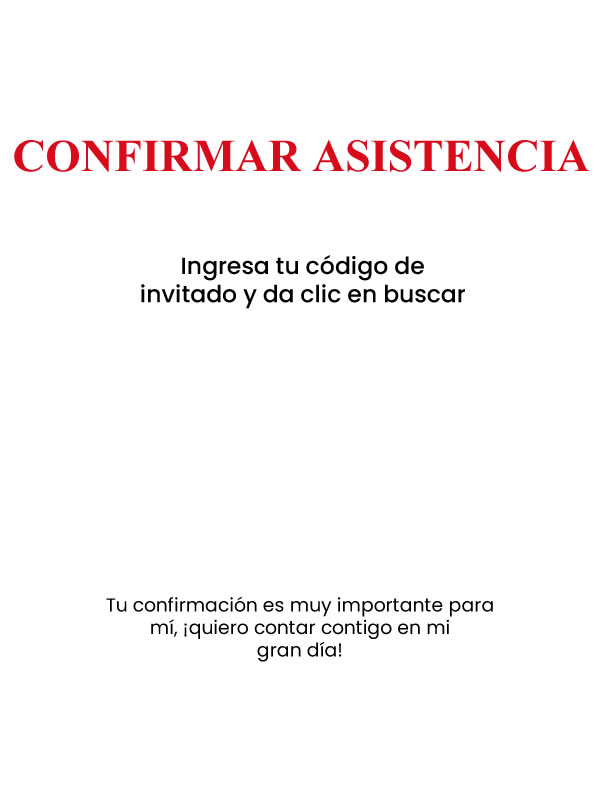 CONFIRMAR ASISTENCIA
Ingresa tu código de
invitado y da clic en buscar
Tu confirmación es muy importante para
mí, ¡quiero contar contigo en mi
gran día!